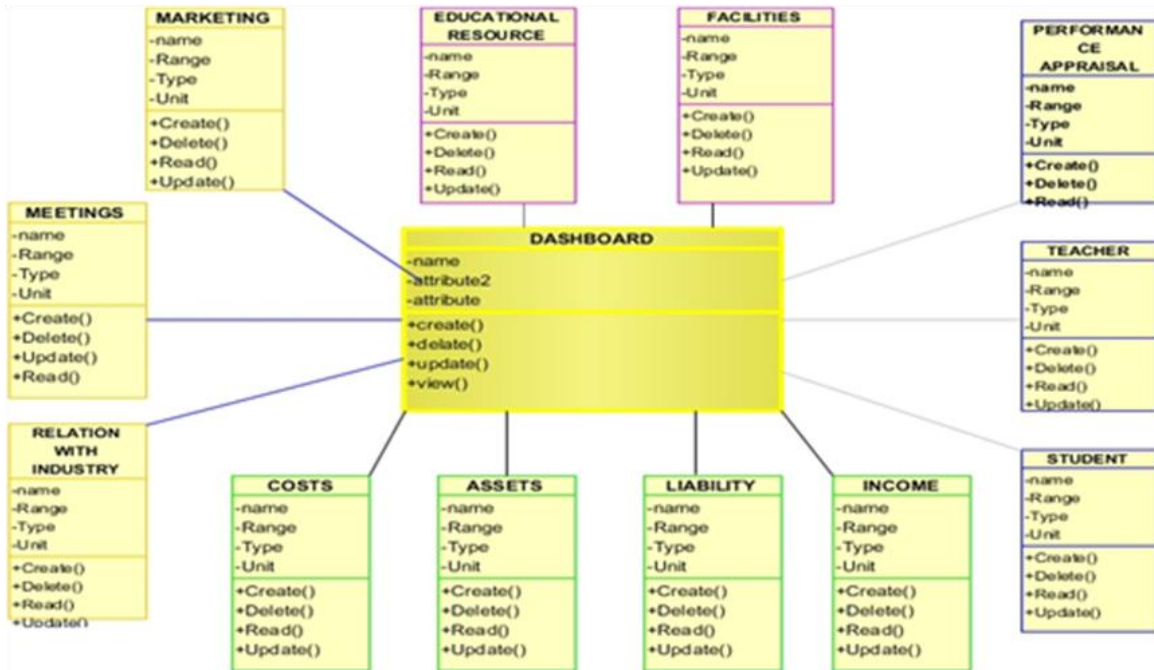 MARKETING
-name
-Range
-Type
-Unit
+Create()
+Delete()
+Read()
+Update()
EDUCATIONAL
RESOURCE
-name
-Range
-Type
-Unit
+Create()
+Delete()
+Read()
+Update()
FACILITIES
-name
-Range
-Type
-Unit
+Create()
+Delete()
+Read()
+Update()
PERFORMAN
CE
APPRAISAL
-name
-Range
-Type
-Unit
+Create()
+Delete()
+Read()
MEETINGS
-name
-Range
-Type
-Unit
+Create()
+Delete()
+Update()
+Read()
DASHBOARD
-name
-attribute2
-attribute
+create()
+delate()
+update()
+view()
TEACHER
-name
-Range
-Type
-Unit
+Create()
+Delete()
+Read()
+Update()
RELATION
WITH
INDUSTRY
-name
-Range
-Type
-Unit
+Create()
+Delete()
+Read()
+Update()
COSTS
-name
-Range
-Type
-Unit
+Create()
+Delete()
+Read()
+Update()
ASSETS
-name
-Range
-Type
-Unit
+Create()
+Delete()
+Read()
+Update()
LIABILITY
-name
-Range
-Type
-Unit
+Create()
+Delete()
+Read()
+Update()
INCOME
-name
-Range
-Type
-Unit
+Create()
+Delete()
+Read()
+Update()
STUDENT
-name
-Range
-Type
-Unit
+Create()
+Delete()
+Read()
+Update()